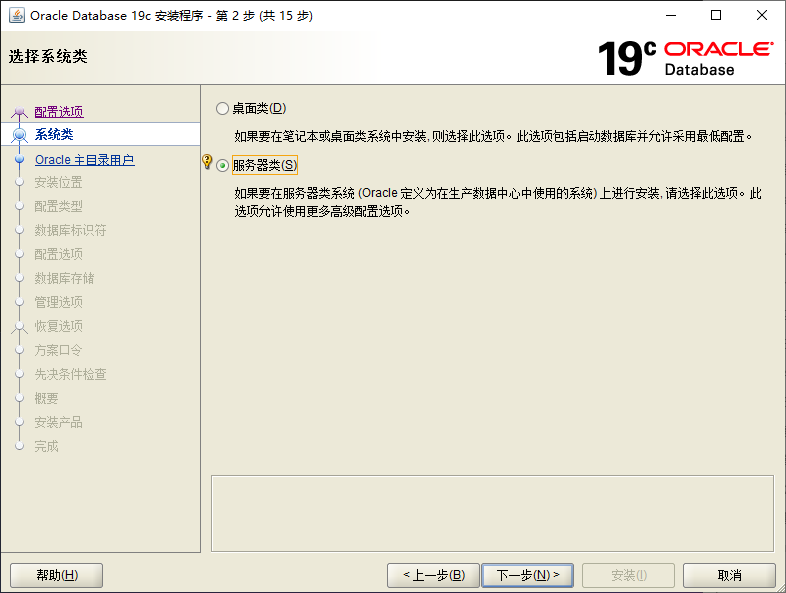 Oracle Database 19c 安装程序 - 第 2 步 (共 15 步)
选择系统类
19c ORACLE
Database
配置选项
系统类
Oracle 主目录用户
安装位置
配置类型
数据库标识符
配置选项
数据库存储
管理选项
恢复选项
方案口令
先决条件检查
概要
安装产品
完成
桌面类(D)
如果要在笔记本或桌面类系统中安装, 则选择此选项。此选项包括启动数据库并允许采用最低配置。
服务器类(S)
如果要在服务器类系统 (Oracle 定义为在生产数据中心中使用的系统) 上进行安装, 请选择此选项。此
选项允许使用更多高级配置选项。
帮助(H)
< 上一步(B)
下一步(N) >
安装(I)
取消